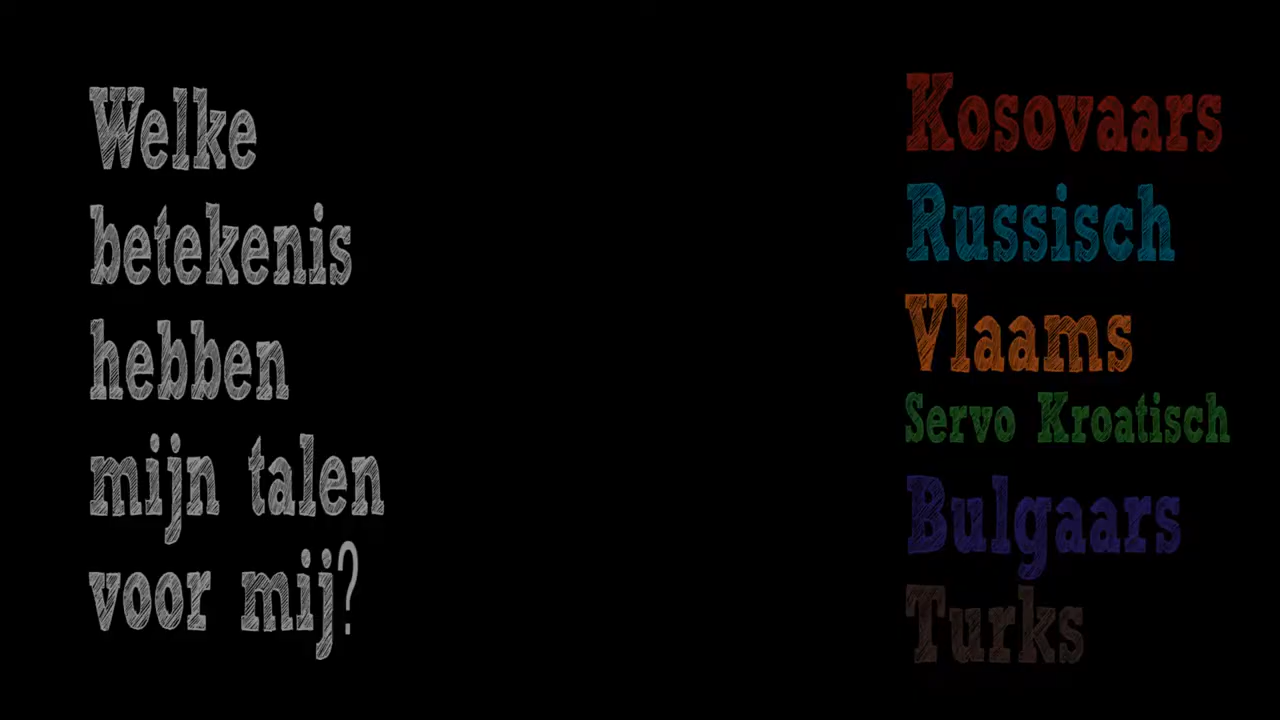 Welke
betekenis
hebben
mijn talen
voor mij?
Kosovaars
Russisch
Vlaams
Servo Kroatisch
Bulgaars
Turks